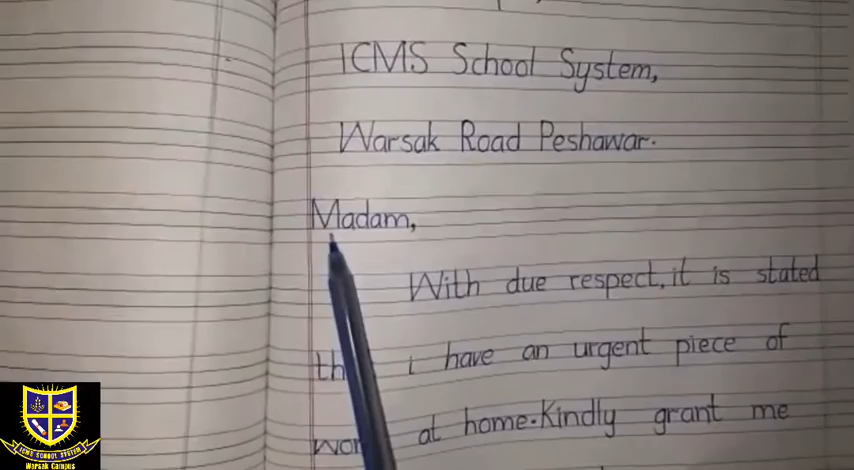 ICMS School System,
Warsak Road Peshawar.
Madam,
With due respect, it is stated
i have an urgent piece of
at home. Kindly grant me
ICMS SCHOOL SYSTEM
Warsak Campus